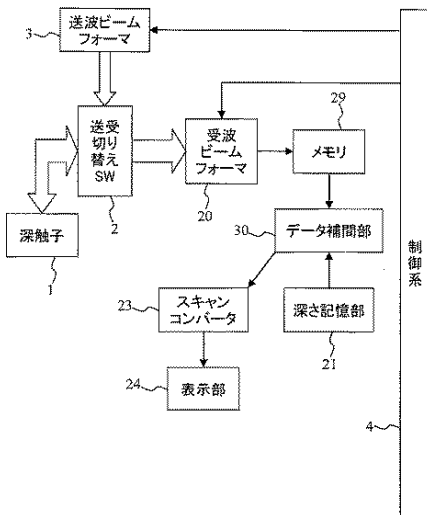 送波ビーム
フォーマ
3
送受
切り
替え
SW
2
受波
ビーム
フォーマ
20
29
メモリ
深触子
1
30
データ補間部
23
スキャン
コンバータ
深さ記憶部
21
24
表示部
制御系
4